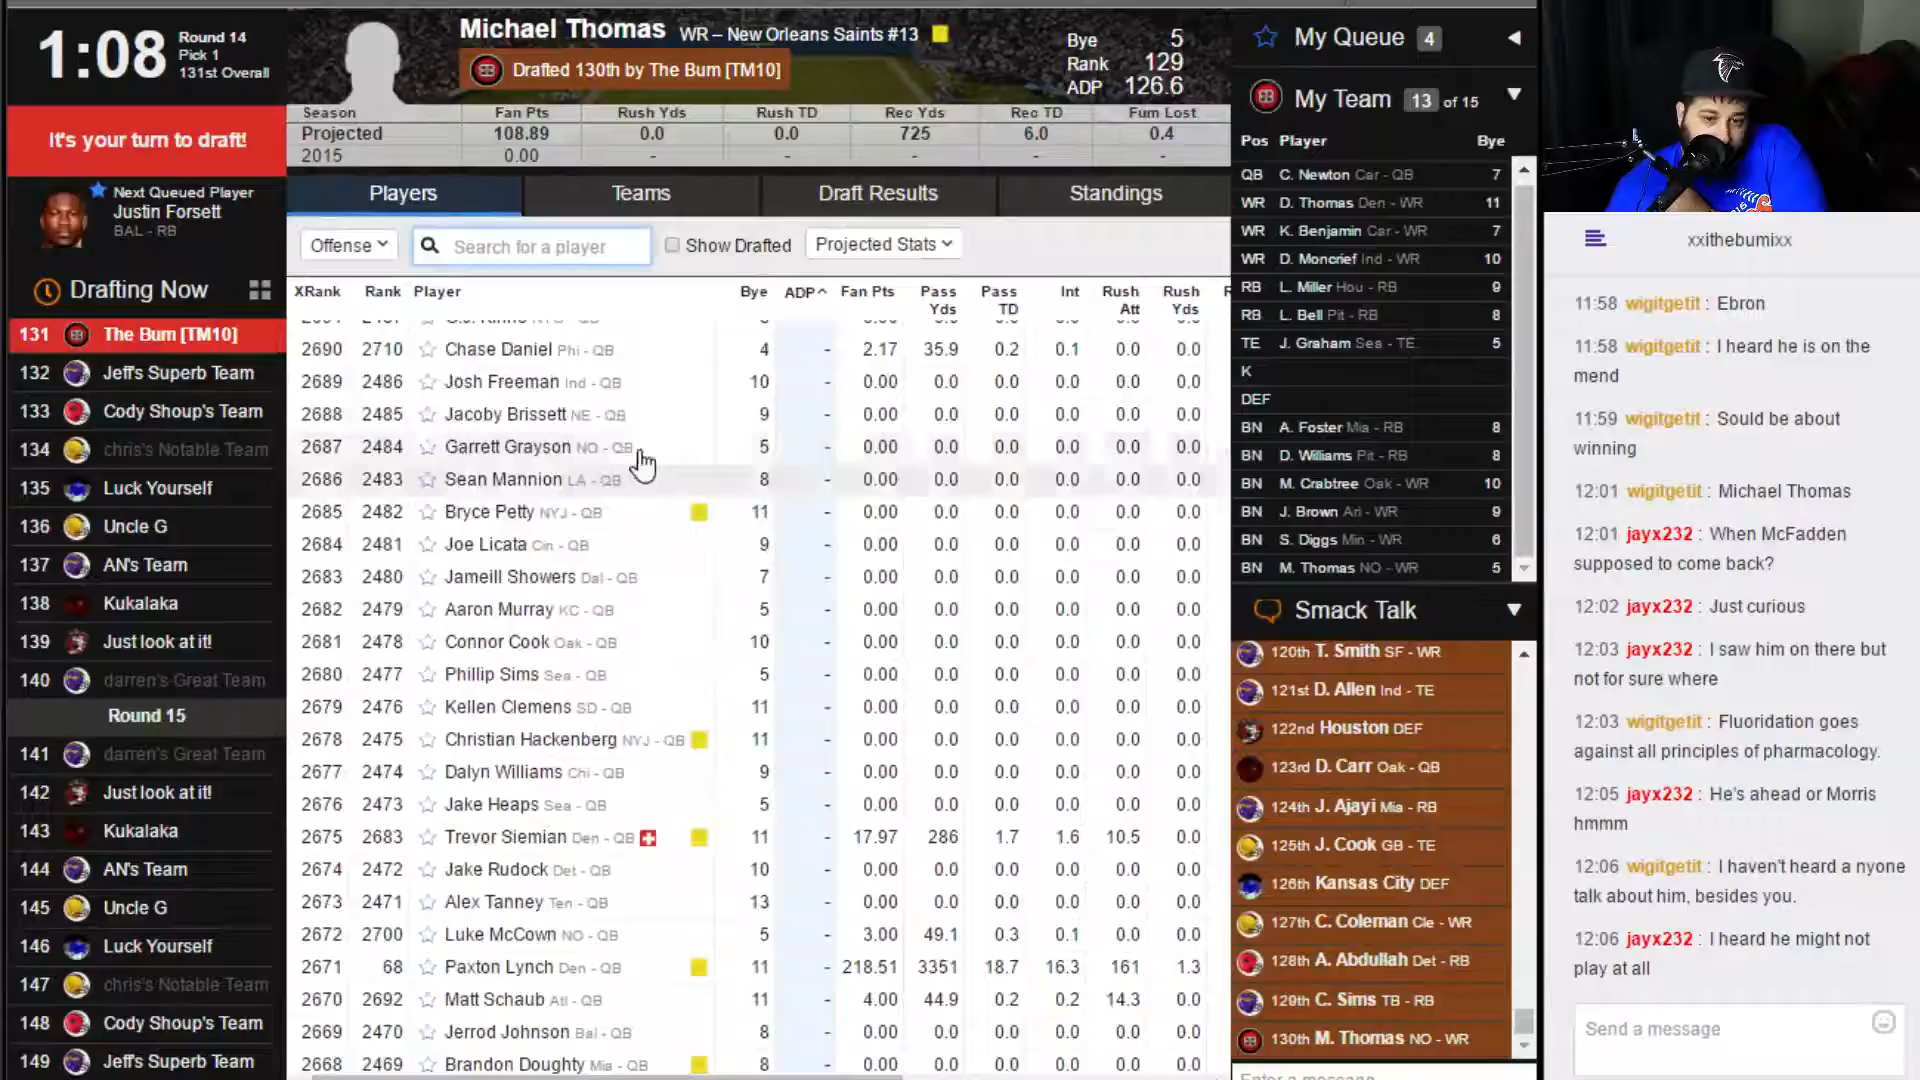 1:08
Round 14
Pick 1
131st Overall
It's your turn to draft!
Next Queued Player
Justin Forsett
BAL - RB
Drafting Now
131 The Bum [TM10]
132 Jeff's Superb Team
133 Cody Shoup's Team
134 chris's Notable Team
135 Luck Yourself
136 Uncle G
137 AN's Team
138 Kukalaka
139 Just look at it!
140 darren's Great Team
Round 15
141 darren's Great Team
142 Just look at it!
143 Kukalaka
144 AN's Team
145 Uncle G
146 Luck Yourself
147 chris's Notable Team
148 Cody Shoup's Team
149 Jeff's Superb Team
Michael Thomas WR – New Orleans Saints #13
Drafted 130th by The Bum [TM10]
Bye 5
Rank 129
ADP 126.6
Season Fan Pts Rush Yds Rush TD Rec Yds Rec TD Fum Lost
Projected 108.89 0.0 0.0 725 6.0 0.4
2015 0.00 - - - - -
Players Teams Draft Results Standings
Offense Search for a player Show Drafted Projected Stats
XRank Rank Player Bye ADP Fan Pts Pass Yds Pass TD Int Rush Att Rush Yds
2690 2710 Chase Daniel Phi - QB 4 - 2.17 35.9 0.2 0.1 0.0 0.0
2689 2486 Josh Freeman Ind - QB 10 - 0.00 0.0 0.0 0.0 0.0 0.0
2688 2485 Jacoby Brissett NE - QB 9 - 0.00 0.0 0.0 0.0 0.0 0.0
2687 2484 Garrett Grayson NO - QB 5 - 0.00 0.0 0.0 0.0 0.0 0.0
2686 2483 Sean Mannion LA - QB 8 - 0.00 0.0 0.0 0.0 0.0 0.0
2685 2482 Bryce Petty NYJ - QB 11 - 0.00 0.0 0.0 0.0 0.0 0.0
2684 2481 Joe Licata Cin - QB 9 - 0.00 0.0 0.0 0.0 0.0 0.0
2683 2480 Jameill Showers Dal - QB 7 - 0.00 0.0 0.0 0.0 0.0 0.0
2682 2479 Aaron Murray KC - QB 5 - 0.00 0.0 0.0 0.0 0.0 0.0
2681 2478 Connor Cook Oak - QB 10 - 0.00 0.0 0.0 0.0 0.0 0.0
2680 2477 Phillip Sims Sea - QB 5 - 0.00 0.0 0.0 0.0 0.0 0.0
2679 2476 Kellen Clemens SD - QB 11 - 0.00 0.0 0.0 0.0 0.0 0.0
2678 2475 Christian Hackenberg NYJ - QB 11 - 0.00 0.0 0.0 0.0 0.0 0.0
2677 2474 Dalyn Williams Chi - QB 9 - 0.00 0.0 0.0 0.0 0.0 0.0
2676 2473 Jake Heaps Sea - QB 5 - 0.00 0.0 0.0 0.0 0.0 0.0
2675 2683 Trevor Siemian Den - QB 11 - 17.97 286 1.7 1.6 10.5 0.0
2674 2472 Jake Rudock Det - QB 10 - 0.00 0.0 0.0 0.0 0.0 0.0
2673 2471 Alex Tanney Ten - QB 13 - 0.00 0.0 0.0 0.0 0.0 0.0
2672 2700 Luke McCown NO - QB 5 - 3.00 49.1 0.3 0.1 0.0 0.0
2671 68 Paxton Lynch Den - QB 11 - 218.51 3351 18.7 16.3 161 1.3
2670 2692 Matt Schaub Atl - QB 11 - 4.00 44.9 0.2 0.2 14.3 0.0
2669 2470 Jerrod Johnson Bal - QB 8 - 0.00 0.0 0.0 0.0 0.0 0.0
2668 2469 Brandon Doughty Mia - QB 8 - 0.00 0.0 0.0 0.0 0.0 0.0
My Queue 4
My Team 13 of 15
Pos Player Bye
QB C. Newton Car - QB 7
WR D. Thomas Den - WR 11
WR K. Benjamin Car - WR 7
WR D. Moncrief Ind - WR 10
RB L. Miller Hou - RB 9
RB L. Bell Pit - RB 8
TE J. Graham Sea - TE 5
K
DEF
BN A. Foster Mia - RB 8
BN D. Williams Pit - RB 8
BN M. Crabtree Oak - WR 10
BN J. Brown Ari - WR 9
BN S. Diggs Min - WR 6
BN M. Thomas NO - WR 5
Smack Talk
120th T. Smith SF - WR
121st D. Allen Ind - TE
122nd Houston DEF
123rd D. Carr Oak - QB
124th J. Ajayi Mia - RB
125th J. Cook GB - TE
126th Kansas City DEF
127th C. Coleman Cle - WR
128th A. Abdullah Det - RB
129th C. Sims TB - RB
130th M. Thomas NO - WR
Enter a message
xxithebumixx
11:58 wigitgetit : Ebron
11:58 wigitgetit : I heard he is on the
mend
11:59 wigitgetit : Sould be about
winning
12:01 wigitgetit : Michael Thomas
12:01 jayx232 : When McFadden
supposed to come back?
12:02 jayx232 : Just curious
12:03 jayx232 : I saw him on there but
not for sure where
12:03 wigitgetit : Fluoridation goes
against all principles of pharmacology.
12:05 jayx232 : He's ahead or Morris
hmmm
12:06 wigitgetit : I haven't heard a nyone
talk about him, besides you.
12:06 jayx232 : I heard he might not
play at all
Send a message